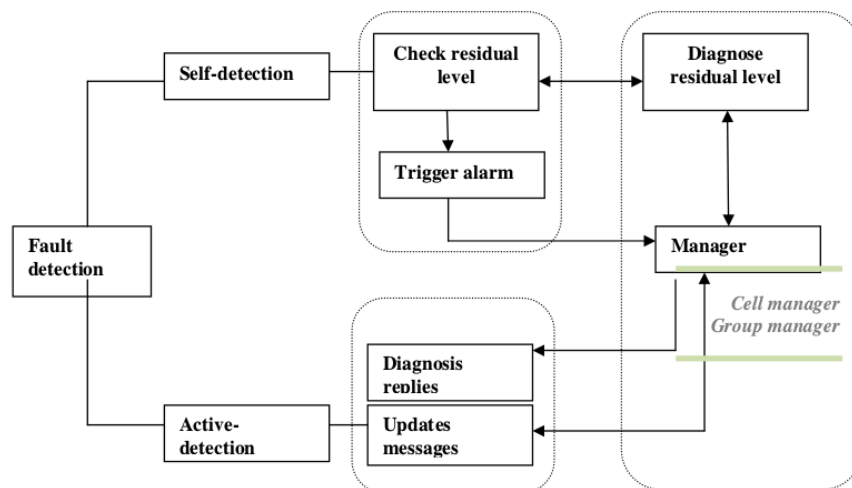 Self-detection
Check residual
level
Diagnose
residual level
Trigger alarm
Fault
detection
Manager
Cell manager
Group manager
Diagnosis
replies
Active-
detection
Updates
messages